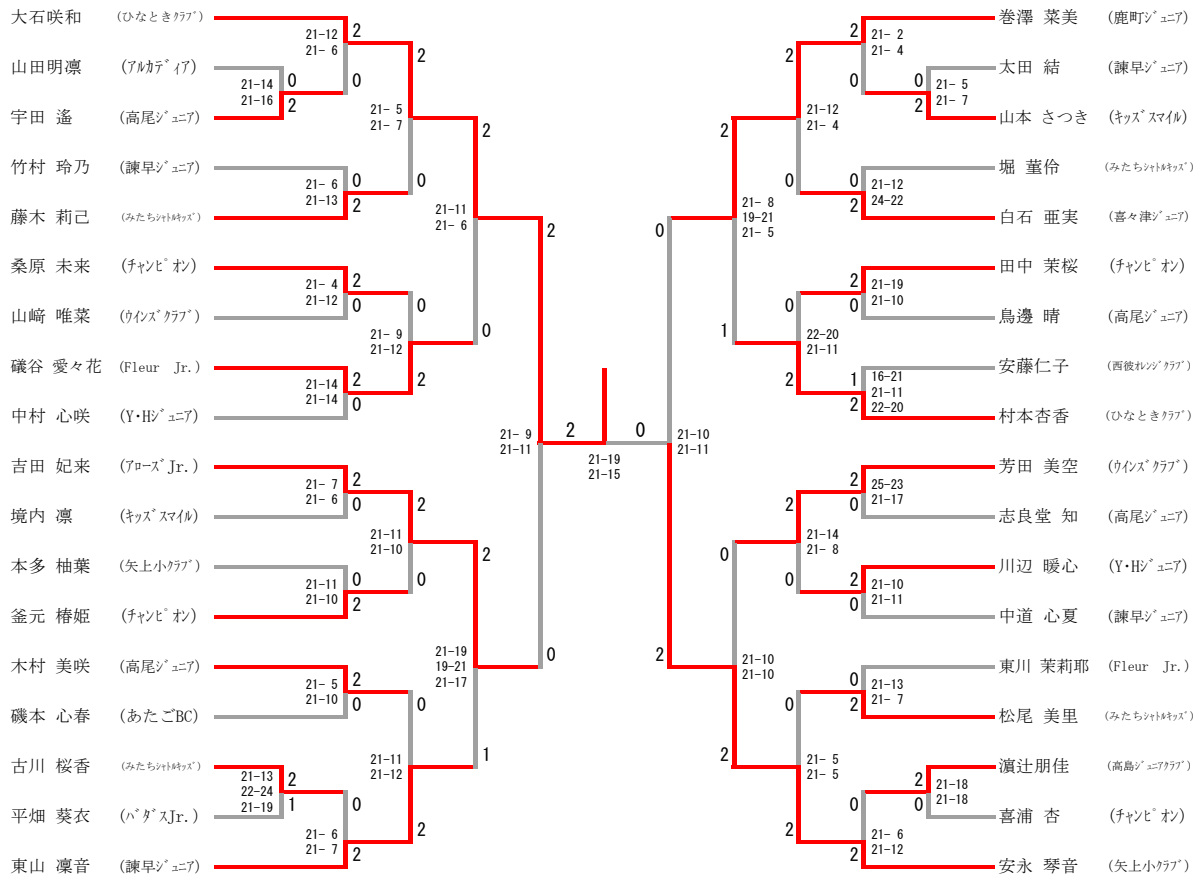 大石咲和 (ひなときクラブ)
山田明凛 (アルカディア)
宇田 遙 (高尾ジュニア)
竹村 玲乃 (諫早ジュニア)
藤木 莉己 (みたちシャトルキッズ)
桑原 未来 (チャンピオン)
山﨑 唯菜 (ウインズクラブ)
礒谷 愛々花 (Fleur Jr.)
中村 心咲 (Y・Hジュニア)
吉田 妃来 (アローズJr.)
境内 凛 (キッズスマイル)
本多 柚葉 (矢上小クラブ)
釜元 椿姫 (チャンピオン)
木村 美咲 (高尾ジュニア)
磯本 心春 (あたごBC)
古川 桜香 (みたちシャトルキッズ)
平畑 葵衣 (バダスJr.)
東山 凜音 (諫早ジュニア)
21-12 2
21- 6 0
21-14 0
21-16 2
21- 6 0
21-13 2
21- 4 2
21-12 0
21-14 2
21-14 0
21- 7 2
21- 6 0
21-11 0
21-10 2
21- 5 2
21-10 0
21-13 2
22-24 1
21-19
21- 6 0
21- 7 2
21- 5 2
21- 7 0
21- 9 0
21-12 2
21-11 2
21-10 0
21-11 0
21-12 2
21-11 2
21- 6 0
21-19 2
19-21 1
21-17
21- 9 2
21-11 0
2 0
21-19
21-15
21-10 0
21-11 2
2 21- 8
1 19-21
21- 5
0 21-10
2 21-10
2 21-12
0 21- 4
0 22-20
2 21-11
2 21-14
0 21- 8
0 21- 5
2 21- 5
2 21- 2
0 21- 4
0 21- 5
2 21- 7
0 21-12
2 24-22
2 21-19
0 21-10
1 16-21
2 21-11
22-20
2 25-23
0 21-17
2 21-10
0 21-11
0 21-13
2 21- 7
2 21-18
0 21-18
0 21- 6
2 21-12
巻澤 菜美 (鹿町ジュニア)
太田 結 (諫早ジュニア)
山本 さつき (キッズスマイル)
堀 菫伶 (みたちシャトルキッズ)
白石 亜実 (喜々津ジュニア)
田中 茉桜 (チャンピオン)
鳥邊 晴 (高尾ジュニア)
安藤仁子 (西彼オレンジクラブ)
村本杏香 (ひなときクラブ)
芳田 美空 (ウインズクラブ)
志良堂 知 (高尾ジュニア)
川辺 暖心 (Y・Hジュニア)
中道 心夏 (諫早ジュニア)
東川 茉莉耶 (Fleur Jr.)
松尾 美里 (みたちシャトルキッズ)
濵辻朋佳 (高島ジュニアクラブ)
喜浦 杏 (チャンピオン)
安永 琴音 (矢上小クラブ)